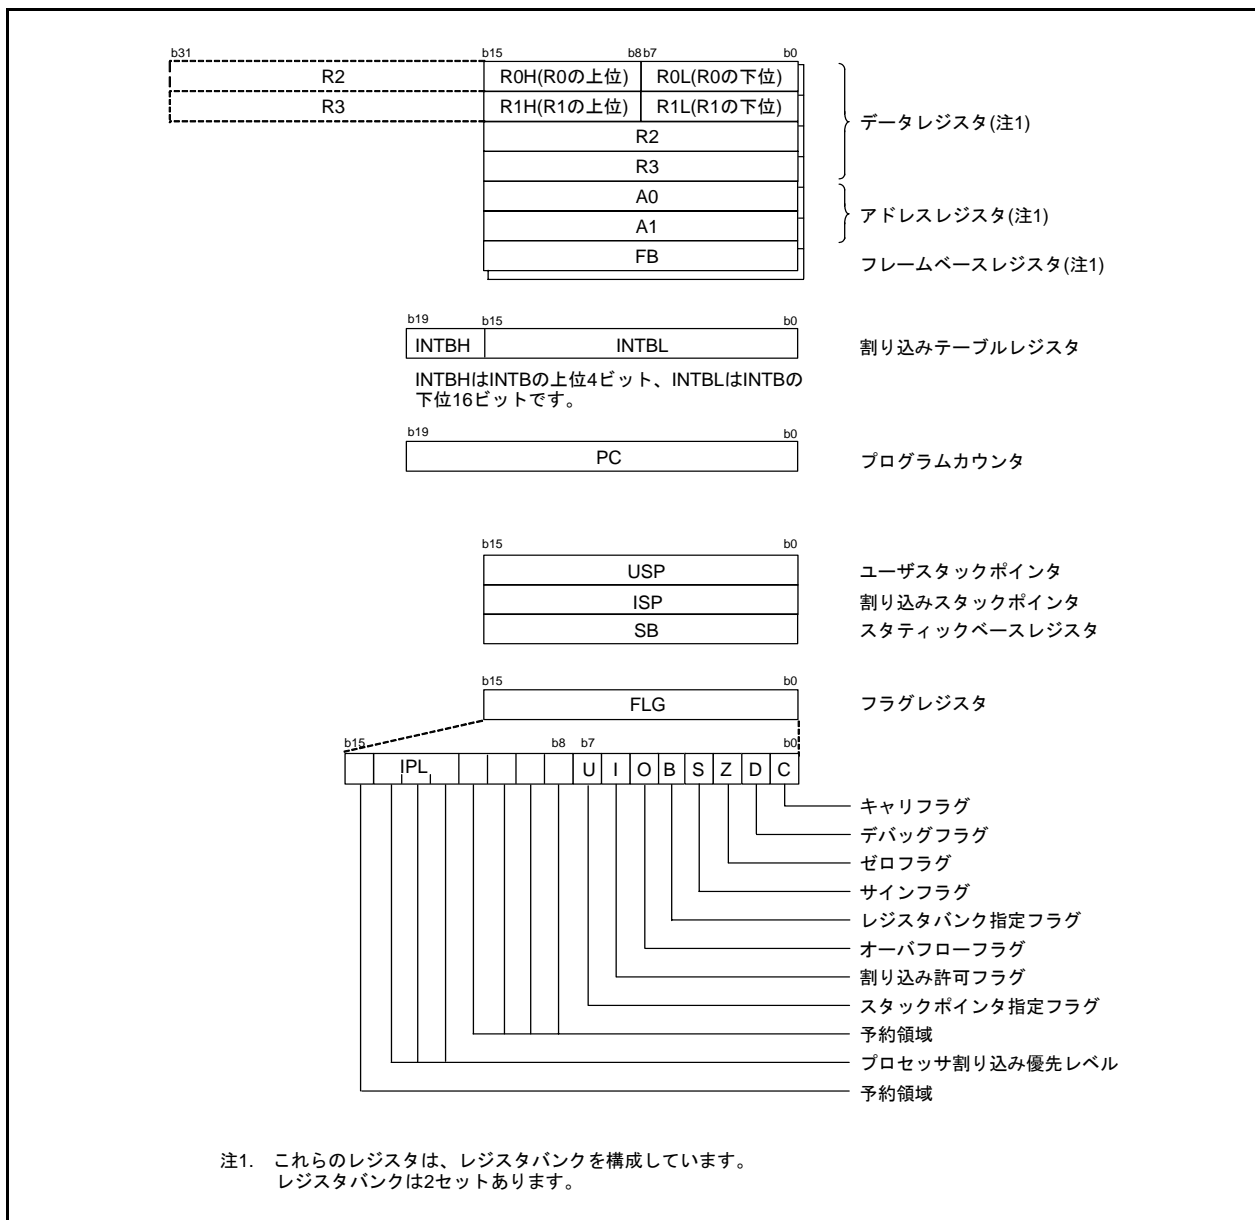 b31 b15 b8 b7 b0
R2 R0H(R0の上位) R0L(R0の下位)
R3 R1H(R1の上位) R1L(R1の下位)
データレジスタ(注1)
R2
R3
A0
アドレスレジスタ(注1)
A1
FB フレームベースレジスタ(注1)
b19 b15 b0
INTBH INTBL 割り込みテーブルレジスタ
INTBHはINTBの上位4ビット、INTBLはINTBの
下位16ビットです。
b19 b0
PC プログラムカウンタ
b15 b0
USP ユーザスタックポインタ
ISP 割り込みスタックポインタ
SB スタティックベースレジスタ
b15 b0
FLG フラグレジスタ
b15 b8 b7 b0
IPL U I O B S Z D C
キャリフラグ
デバッグフラグ
ゼロフラグ
サインフラグ
レジスタバンク指定フラグ
オーバフローフラグ
割り込み許可フラグ
スタックポインタ指定フラグ
予約領域
プロセッサ割り込み優先レベル
予約領域
注1. これらのレジスタは、レジスタバンクを構成しています。
レジスタバンクは2セットあります。